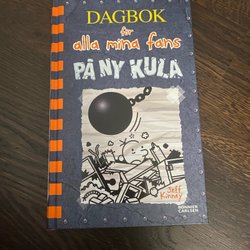 DAGBOK
för
alla mina fans
PÅ NY KULA
Jeff
Kinney
BONNIER
CARLSEN